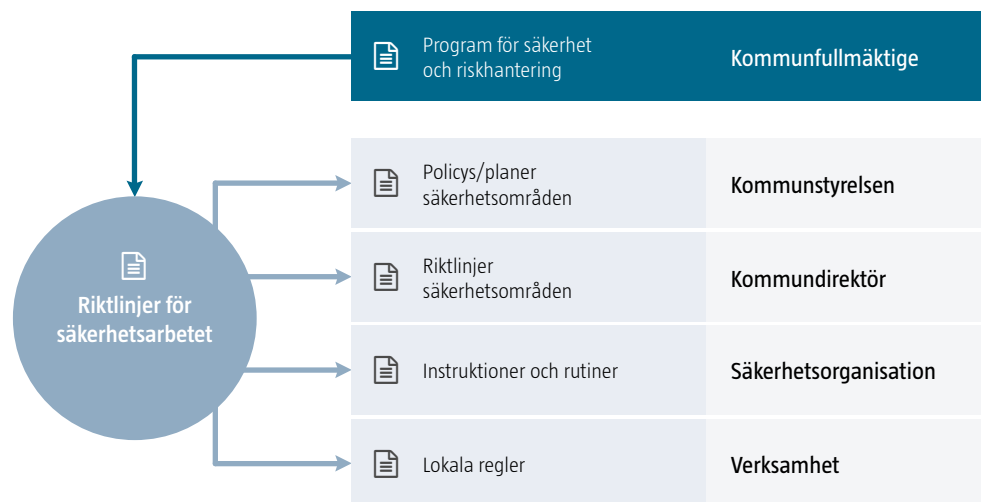 Program för säkerhet
och riskhantering
Kommunfullmäktige
Policys/planer
säkerhetsområden
Kommunstyrelsen
Riktlinjer för
säkerhetsarbetet
Riktlinjer
säkerhetsområden
Kommundirektör
Instruktioner och rutiner
Säkerhetsorganisation
Lokala regler
Verksamhet